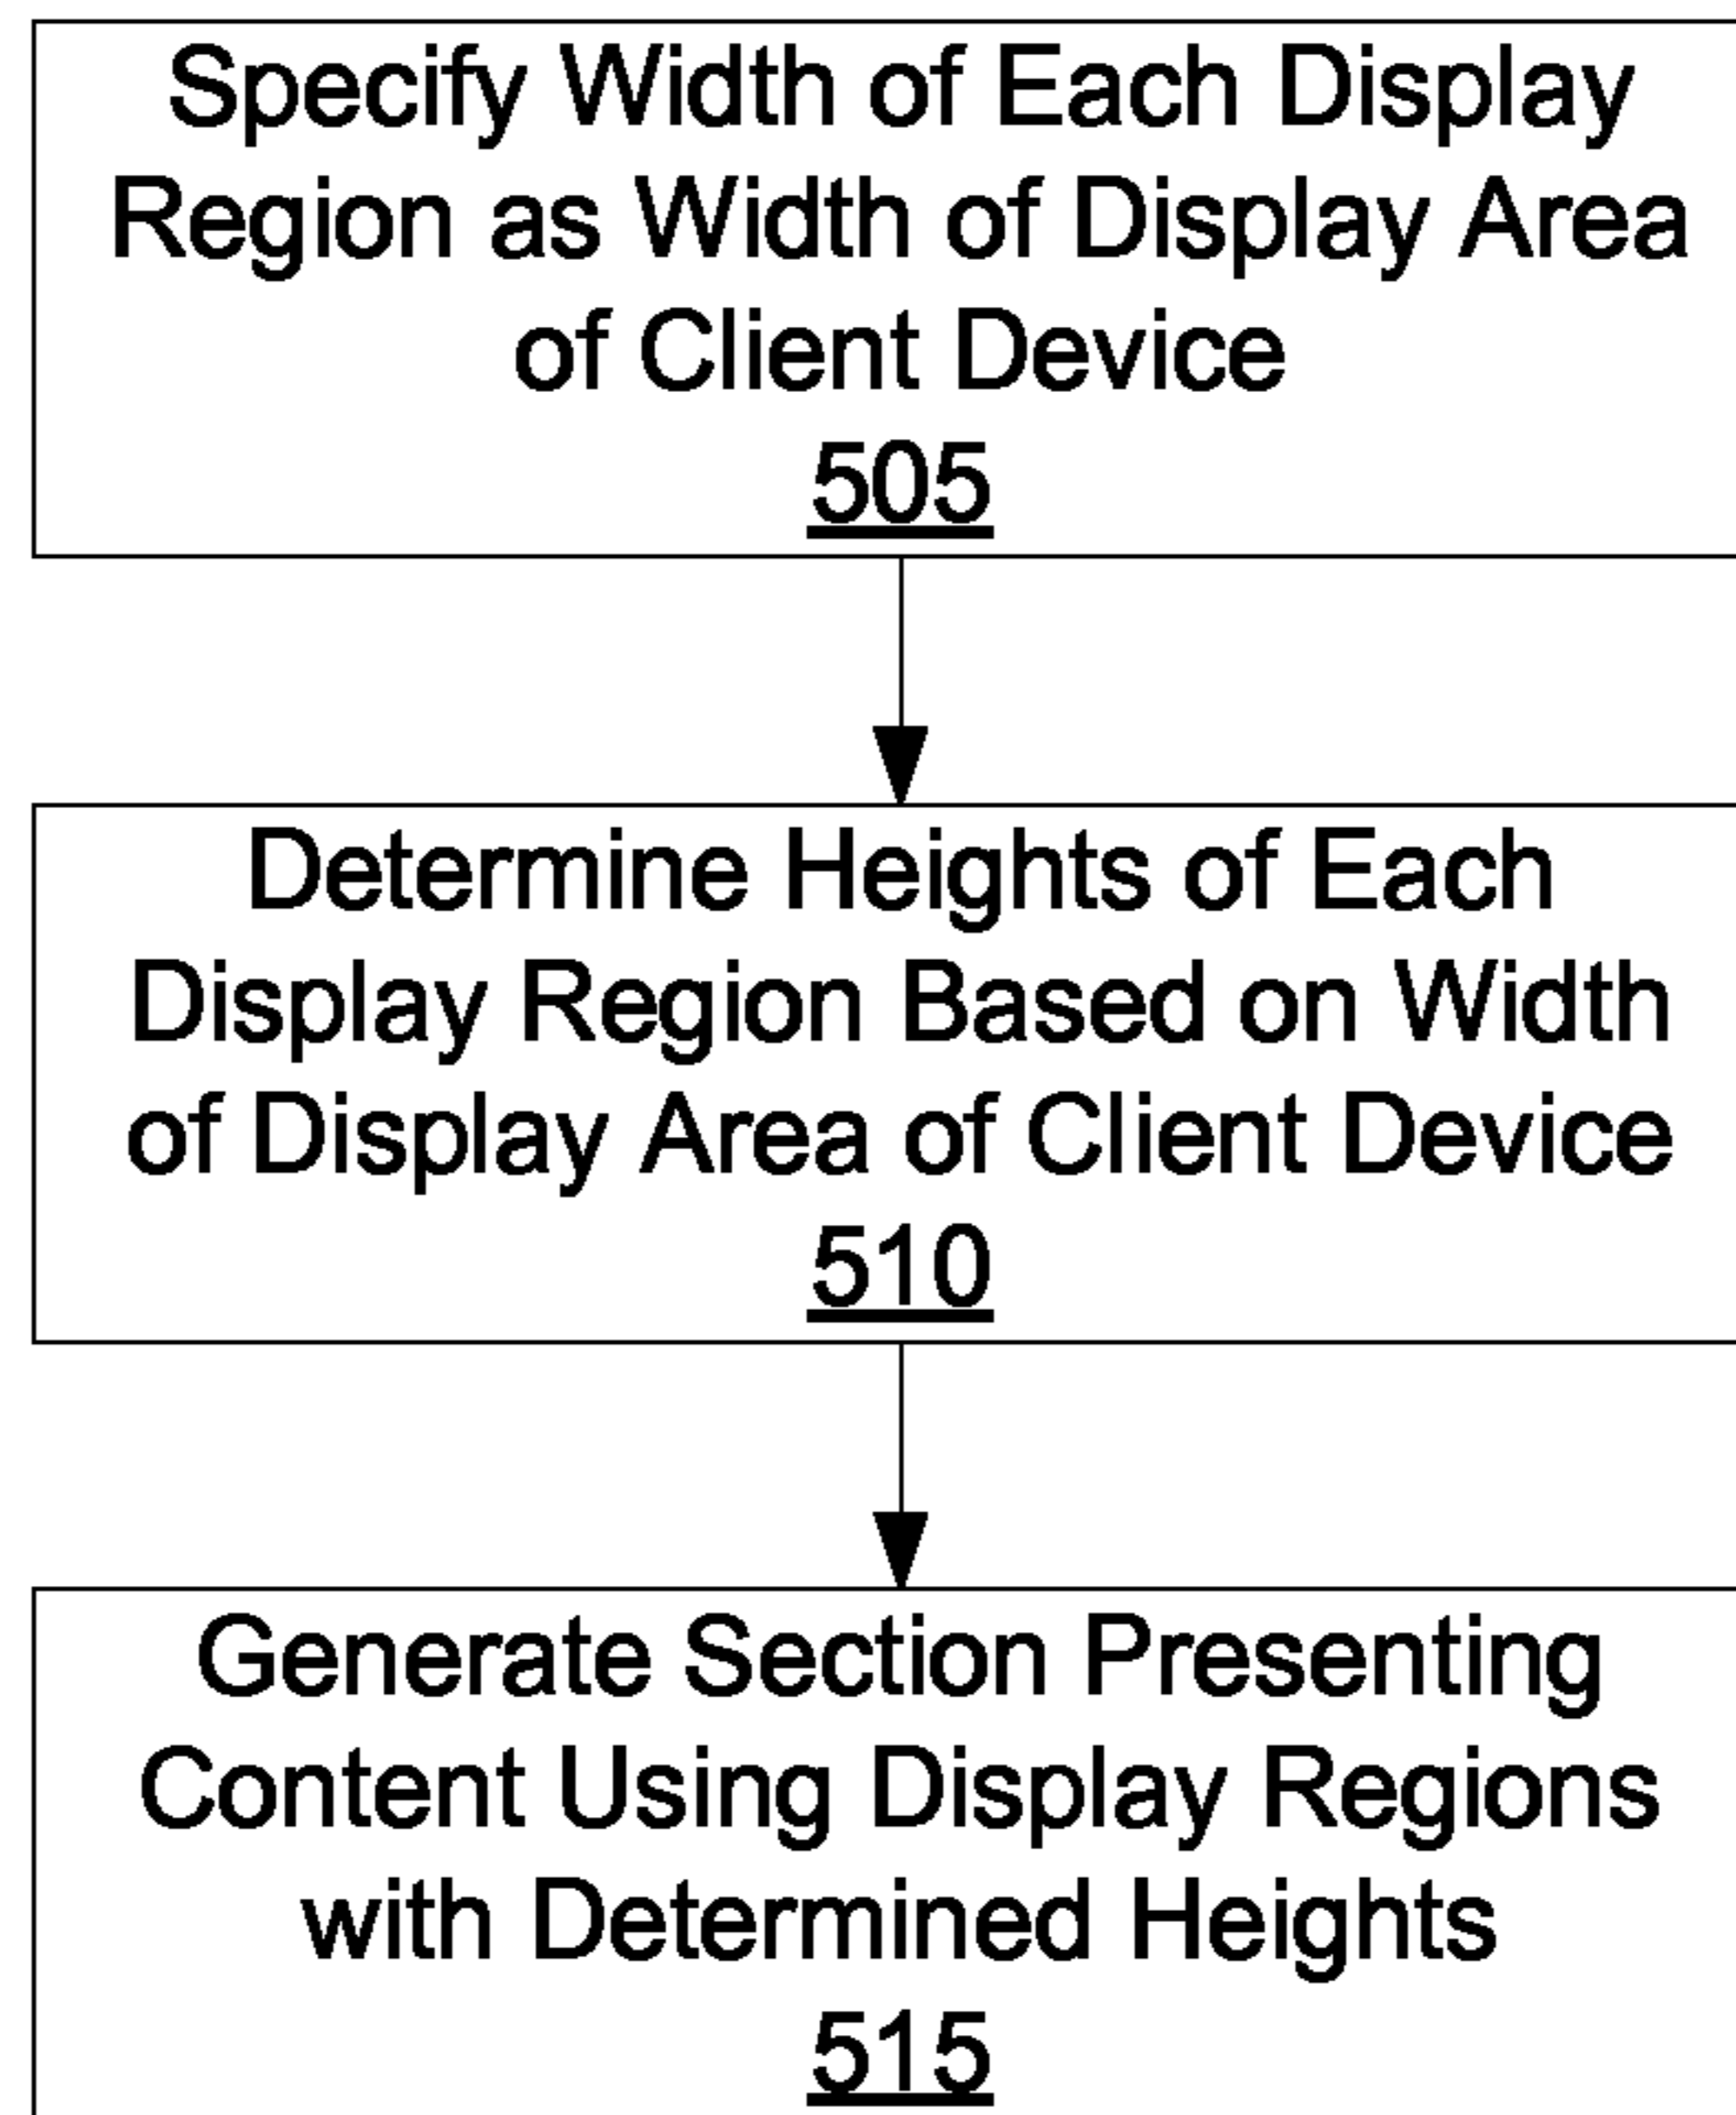 Specify Width of Each Display
Region as Width of Display Area
of Client Device
505
Determine Heights of Each
Display Region Based on Width
of Display Area of Client Device
510
Generate Section Presenting
Content Using Display Regions
with Determined Heights
515